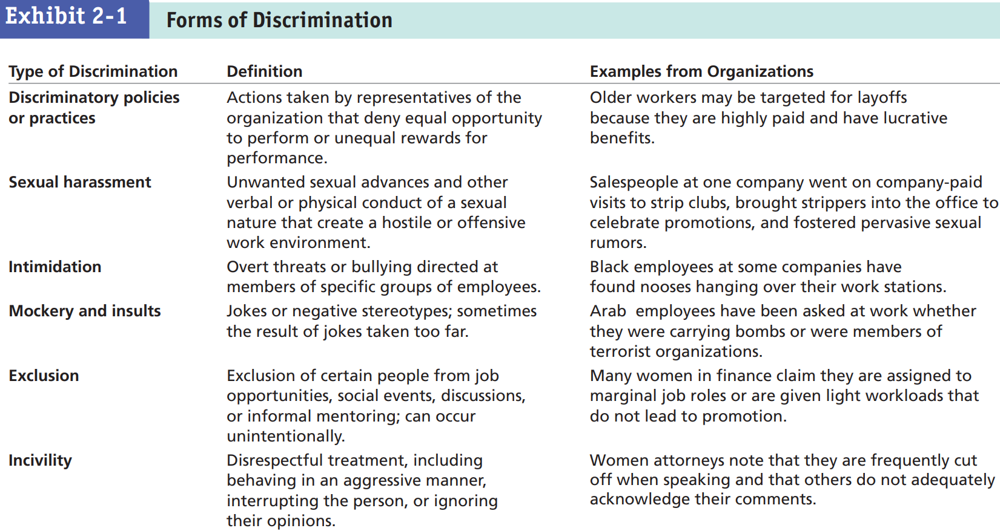 Exhibit 2-1
Forms of Discrimination
Type of Discrimination
Definition
Examples from Organizations
Discriminatory policies
or practices
Actions taken by representatives of the
organization that deny equal opportunity
to perform or unequal rewards for
performance.
Older workers may be targeted for layoffs
because they are highly paid and have lucrative
benefits.
Sexual harassment
Unwanted sexual advances and other
verbal or physical conduct of a sexual
nature that create a hostile or offensive
work environment.
Salespeople at one company went on company-paid
visits to strip clubs, brought strippers into the office to
celebrate promotions, and fostered pervasive sexual
rumors.
Intimidation
Overt threats or bullying directed at
members of specific groups of employees.
Black employees at some companies have
found nooses hanging over their work stations.
Mockery and insults
Jokes or negative stereotypes; sometimes
the result of jokes taken too far.
Arab employees have been asked at work whether
they were carrying bombs or were members of
terrorist organizations.
Exclusion
Exclusion of certain people from job
opportunities, social events, discussions,
or informal mentoring; can occur
unintentionally.
Many women in finance claim they are assigned to
marginal job roles or are given light workloads that
do not lead to promotion.
Incivility
Disrespectful treatment, including
behaving in an aggressive manner,
interrupting the person, or ignoring
their opinions.
Women attorneys note that they are frequently cut
off when speaking and that others do not adequately
acknowledge their comments.